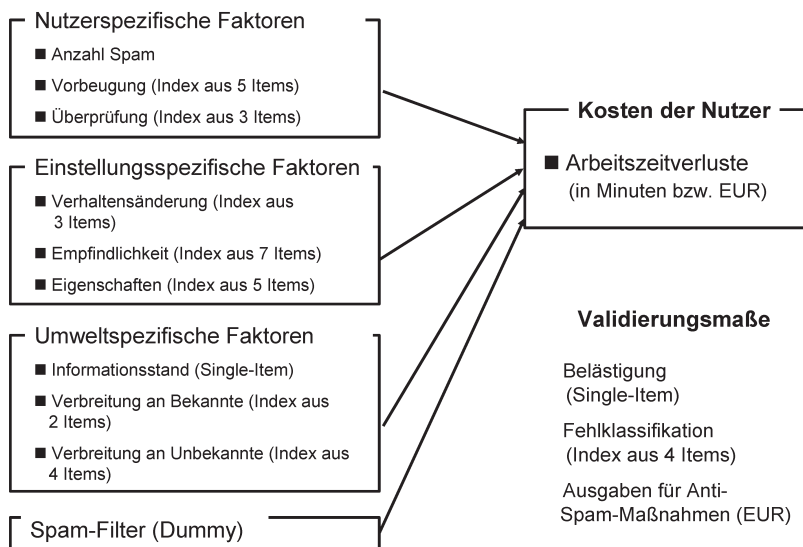 Nutzerspezifische Faktoren
■ Anzahl Spam
■ Vorbeugung (Index aus 5 Items)
■ Überprüfung (Index aus 3 Items)
Einstellungsspezifische Faktoren
■ Verhaltensänderung (Index aus
3 Items)
■ Empfindlichkeit (Index aus 7 Items)
■ Eigenschaften (Index aus 5 Items)
Umweltspezifische Faktoren
■ Informationsstand (Single-Item)
■ Verbreitung an Bekannte (Index aus
2 Items)
■ Verbreitung an Unbekannte (Index aus
4 Items)
Spam-Filter (Dummy)
Kosten der Nutzer
■ Arbeitszeitverluste
(in Minuten bzw. EUR)
Validierungsmaße
Belästigung
(Single-Item)
Fehlklassifikation
(Index aus 4 Items)
Ausgaben für Anti-
Spam-Maßnahmen (EUR)